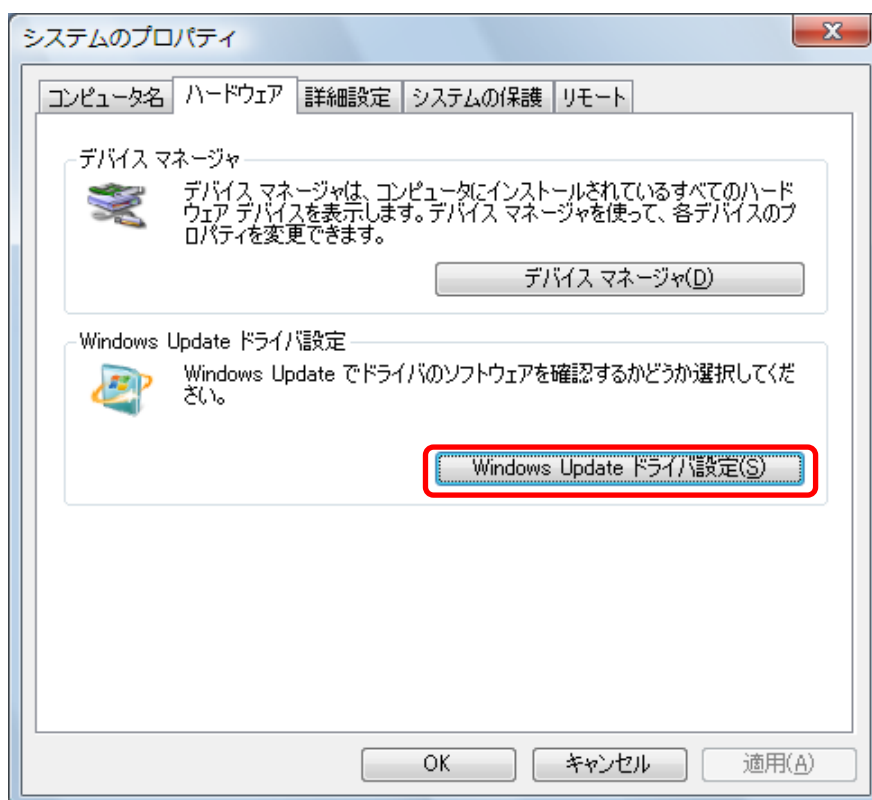 システムのプロパティ
コンピュータ名 ハードウェア 詳細設定 システムの保護 リモート
デバイス マネージャ
デバイス マネージャは、コンピュータにインストールされているすべてのハード
ウェア デバイスを表示します。デバイス マネージャを使って、各デバイスのプ
ロパティを変更できます。
デバイス マネージャ(D)
Windows Update ドライバ設定
Windows Update でドライバのソフトウェアを確認するかどうか選択してくだ
さい。
Windows Update ドライバ設定(S)
OK キャンセル 適用(A)